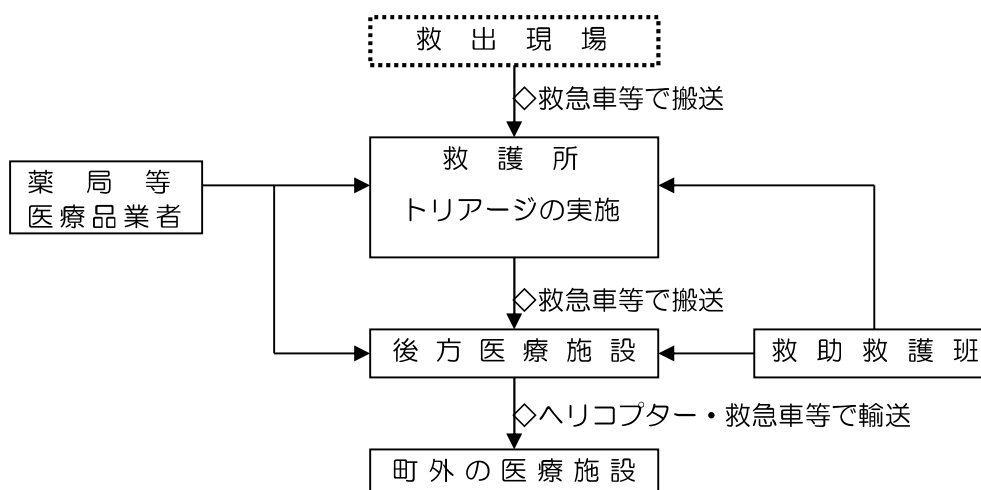 救出現場
◇救急車等で搬送
救護所
トリアージの実施
薬局等
医療品業者
◇救急車等で搬送
後方医療施設
救助救護班
◇ヘリコプター・救急車等で輸送
町外の医療施設